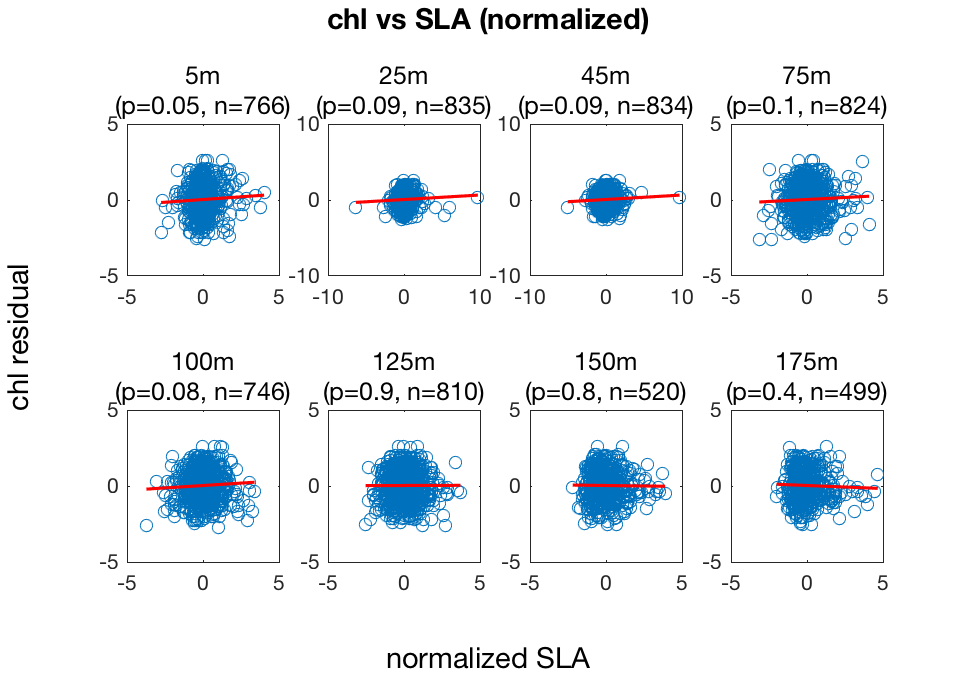 chl vs SLA (normalized)
5m
(p=0.05, n=766)
25m
(p=0.09, n=835)
45m
(p=0.09, n=834)
75m
(p=0.1, n=824)
5
0
-5
-5
0
5
10
0
-10
-10
0
10
10
0
-10
-10
0
10
5
0
-5
-5
0
5
chl residual
100m
(p=0.08, n=746)
125m
(p=0.9, n=810)
150m
(p=0.8, n=520)
175m
(p=0.4, n=499)
5
0
-5
-5
0
5
5
0
-5
-5
0
5
5
0
-5
-5
0
5
5
0
-5
-5
0
5
normalized SLA